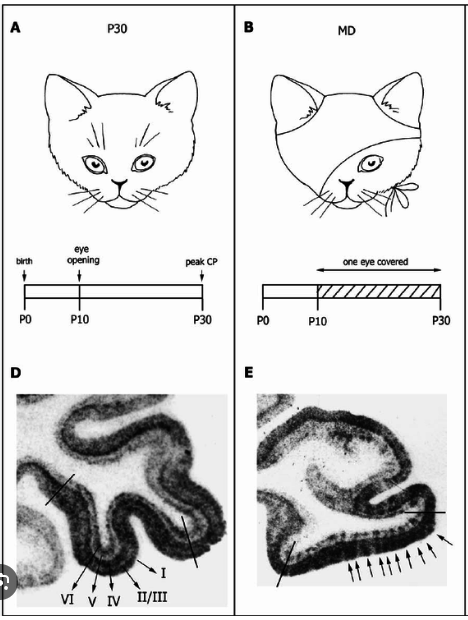 A
P30
B
MD
birth
eye
opening
peak CP
P0
P10
P30
one eye covered
P0
P10
P30
D
VI
V
IV
II/III
I
E